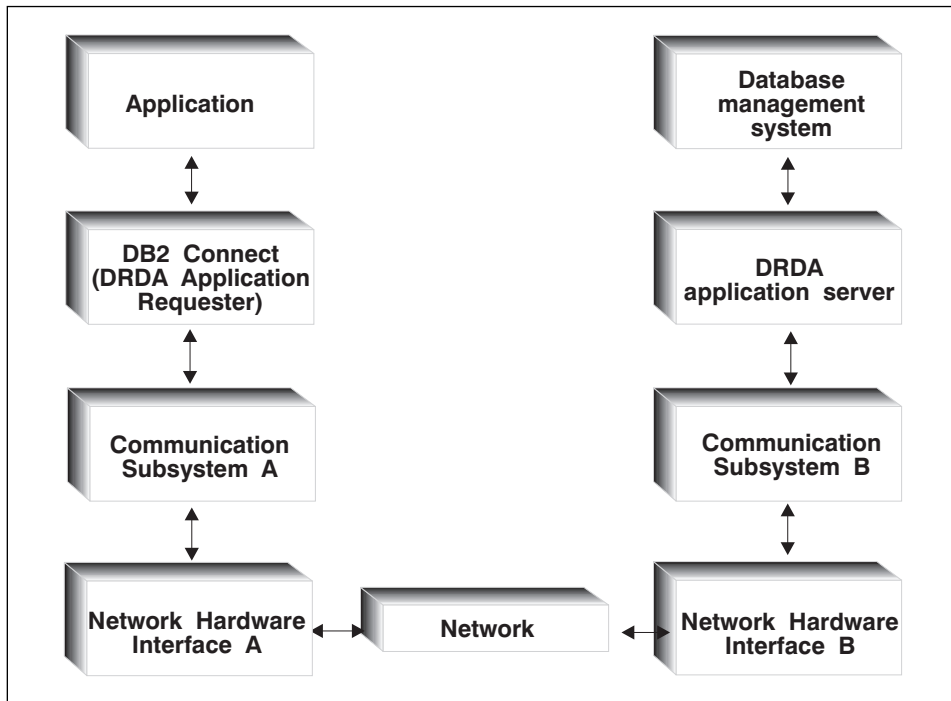 Application
Database
management
system
DB2 Connect
(DRDA Application
Requester)
DRDA
application server
Communication
Subsystem A
Communication
Subsystem B
Network Hardware
Interface A
Network
Network Hardware
Interface B